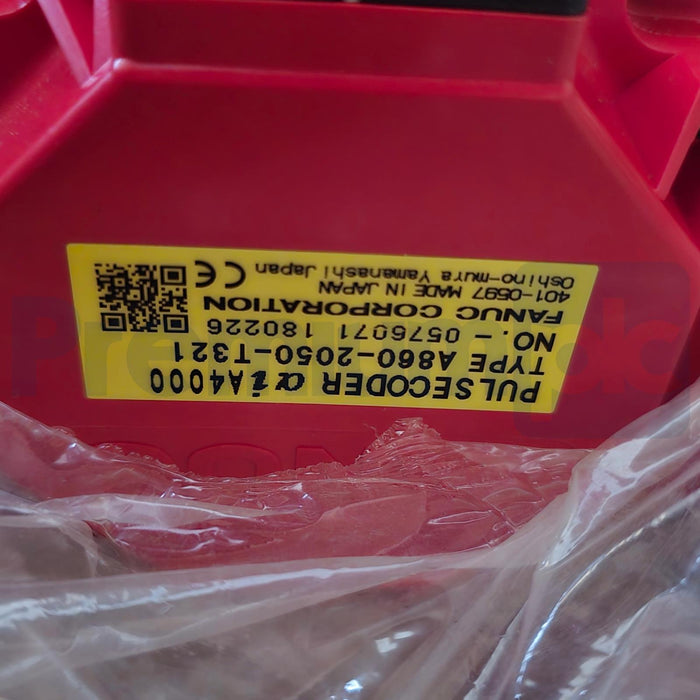 PULSECODER αiA4000
TYPE A860-2050-T321
NO.- 0576071 180226
FANUC CORPORATION
401-0597 MADE IN JAPAN
Oshino-mura Yamanashi Japan
CE